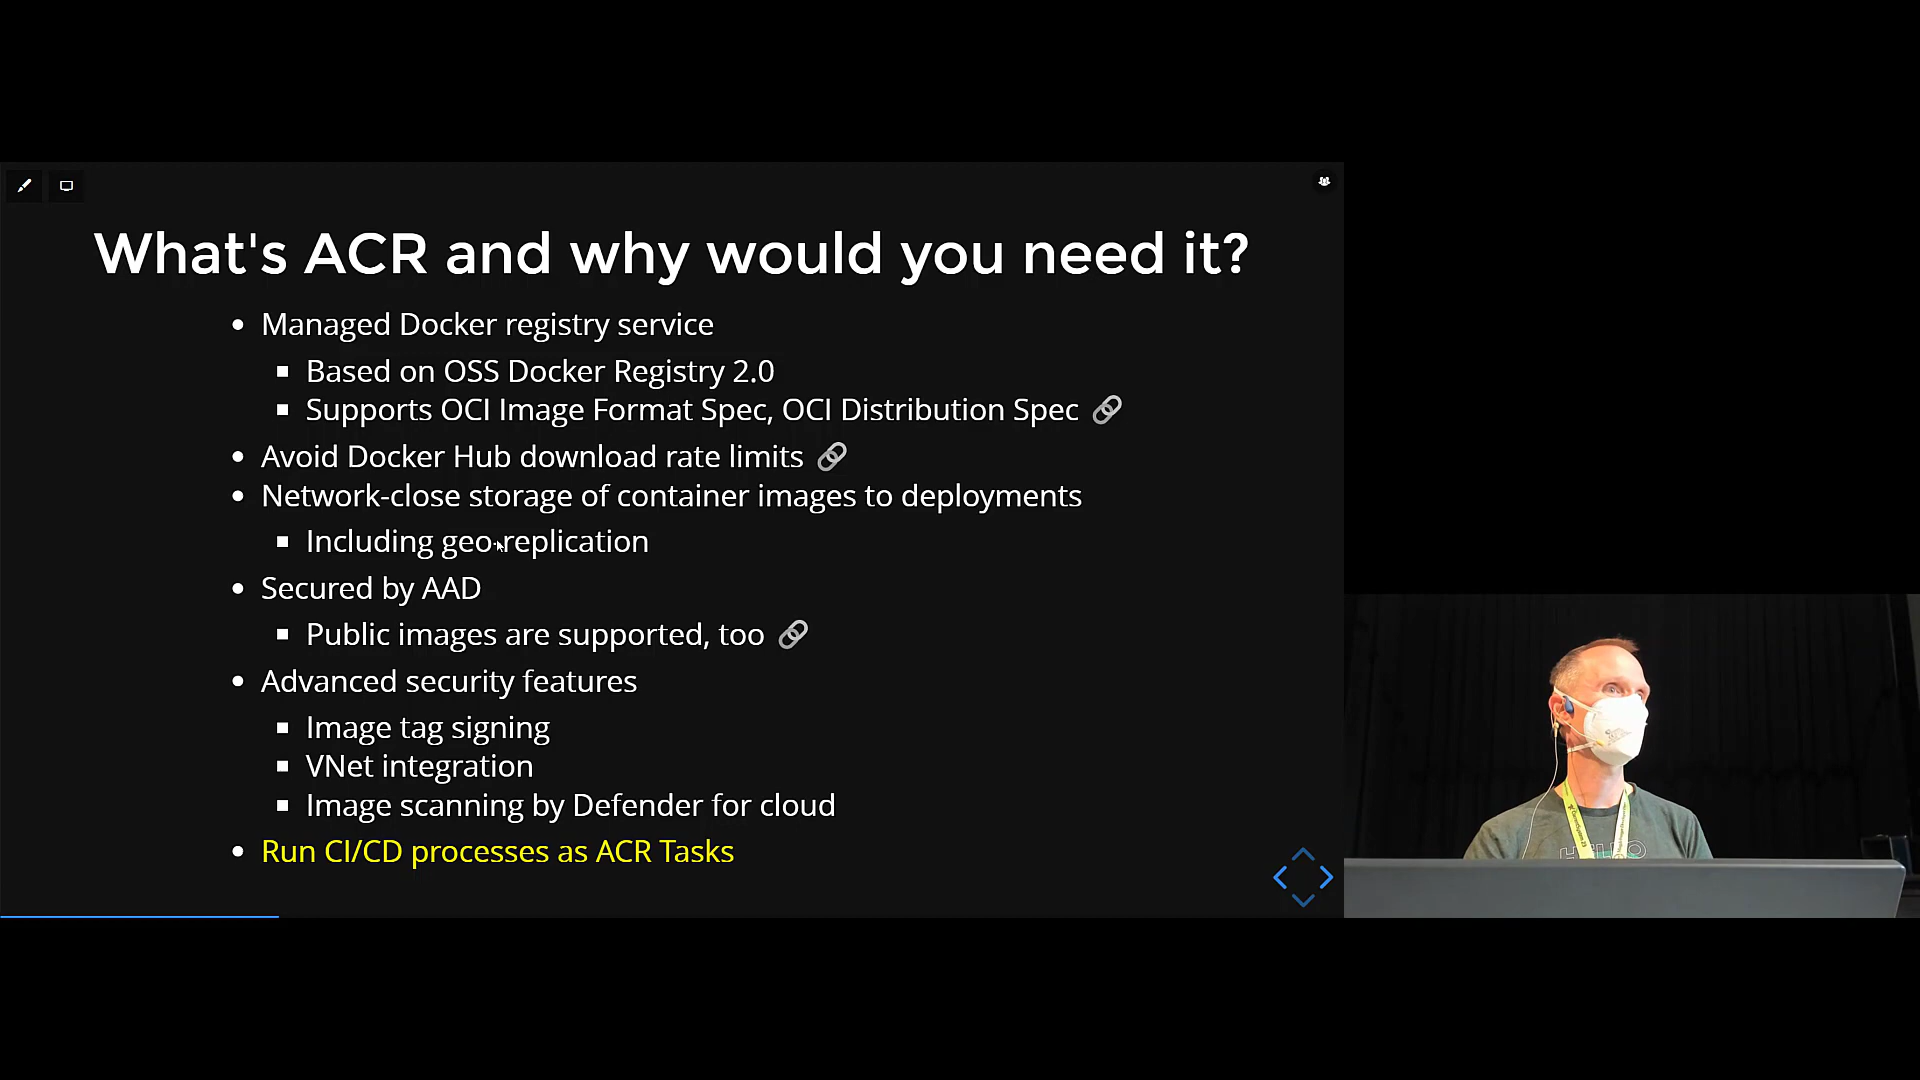 What's ACR and why would you need it?
Managed Docker registry service
Based on OSS Docker Registry 2.0
Supports OCI Image Format Spec, OCI Distribution Spec
Avoid Docker Hub download rate limits
Network-close storage of container images to deployments
Including geo-replication
Secured by AAD
Public images are supported, too
Advanced security features
Image tag signing
VNet integration
Image scanning by Defender for cloud
Run CI/CD processes as ACR Tasks
HELLO